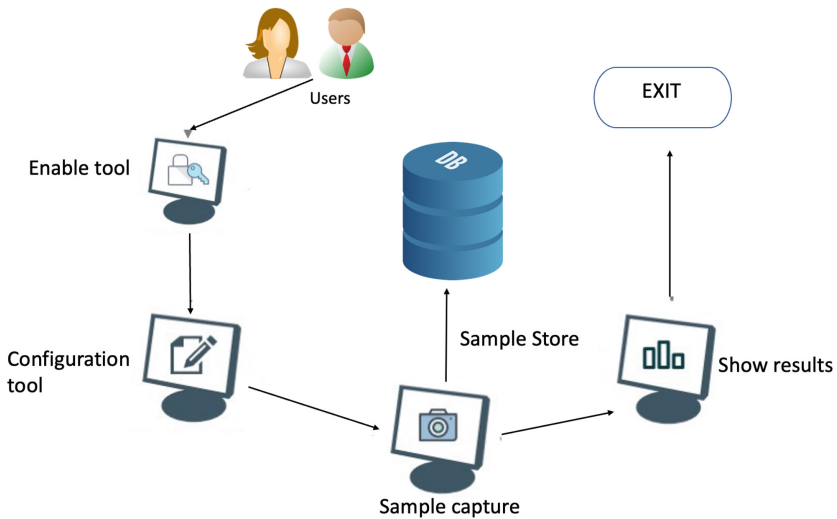 Users
Enable tool
Configuration
tool
DB
Sample Store
Sample capture
EXIT
Show results